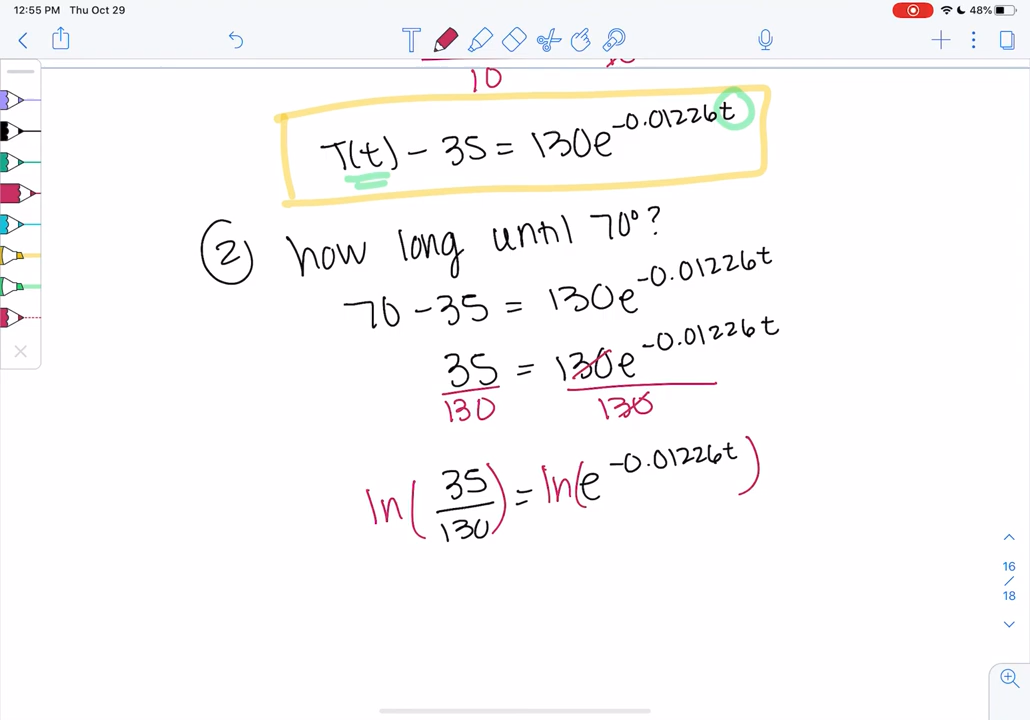 12:55 PM Thu Oct 29
48%
T
10
T(t) - 35 = 130e^-0.01226t
② how long until 70°?
70 - 35 = 130e^-0.01226t
35 = 130e^-0.01226t
130 130
ln(35/130) = ln(e^-0.01226t)
16
/
18